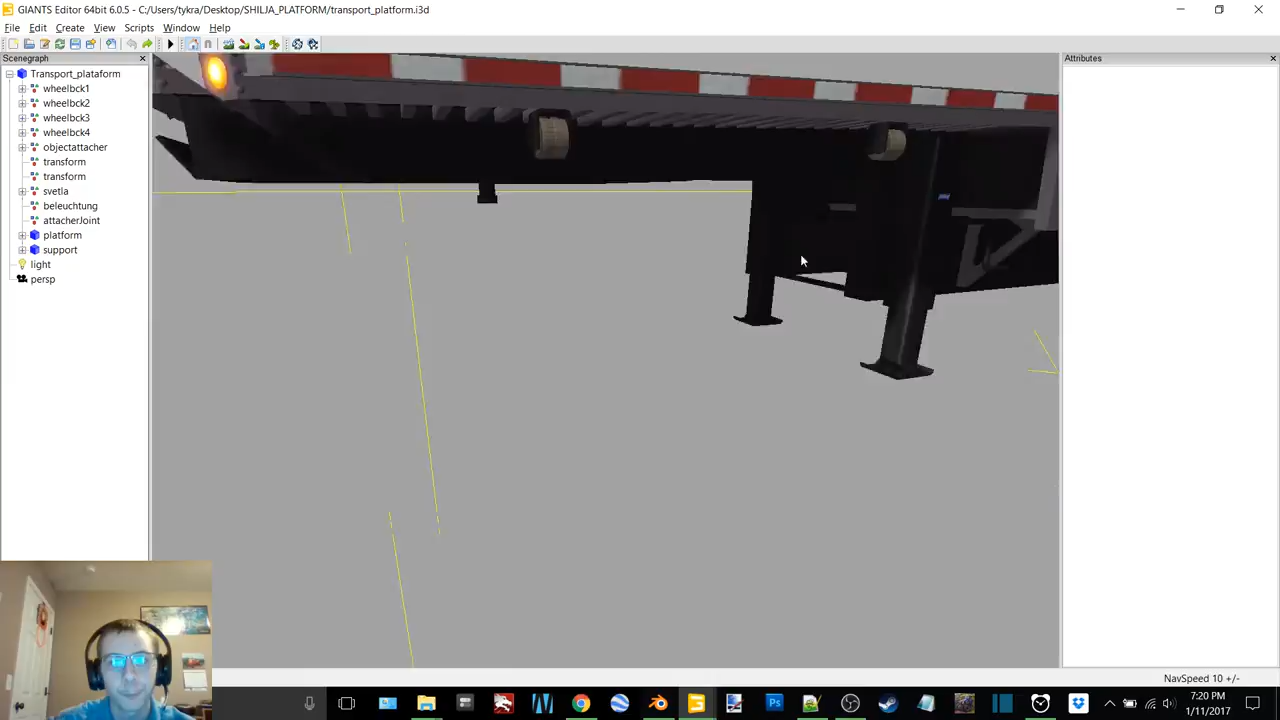 GIANTS Editor 64bit 6.0.5 - C:/Users/tykra/Desktop/SHILJA_PLATFORM/transport_platform.i3d
File Edit Create View Scripts Window Help
Scenegraph
Attributes
Transport_plataform
wheelbck1
wheelbck2
wheelbck3
wheelbck4
objectattacher
transform
transform
svetla
beleuchtung
attacherJoint
platform
support
light
persp
NavSpeed 10 +/-
7:20 PM
1/11/2017